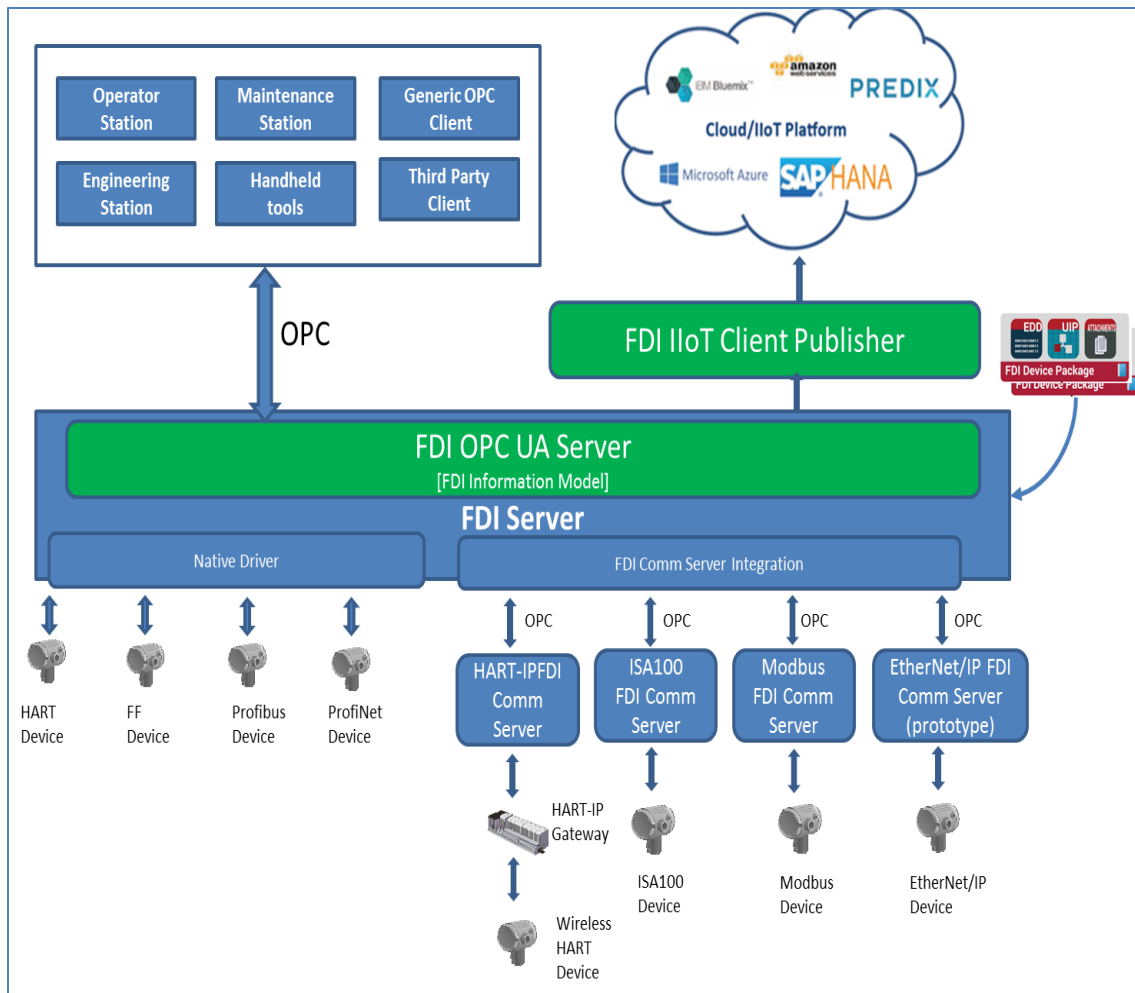 Operator
Station
Maintenance
Station
Generic OPC
Client
Engineering
Station
Handheld
tools
Third Party
Client
IBM Bluemix™
amazon
web services
PREDIX
Cloud/IIoT Platform
Microsoft Azure
SAP HANA
OPC
FDI IIoT Client Publisher
EDD
UIP
ATTACHMENTS
FDI Device Package
FDI Device Package
FDI OPC UA Server
[FDI Information Model]
FDI Server
Native Driver
FDI Comm Server Integration
OPC
OPC
OPC
OPC
HART
Device
FF
Device
Profibus
Device
ProfiNet
Device
HART-IPFDI
Comm
Server
ISA100
FDI Comm
Server
Modbus
FDI Comm
Server
EtherNet/IP FDI
Comm Server
(prototype)
HART-IP
Gateway
ISA100
Device
Modbus
Device
EtherNet/IP
Device
Wireless
HART
Device